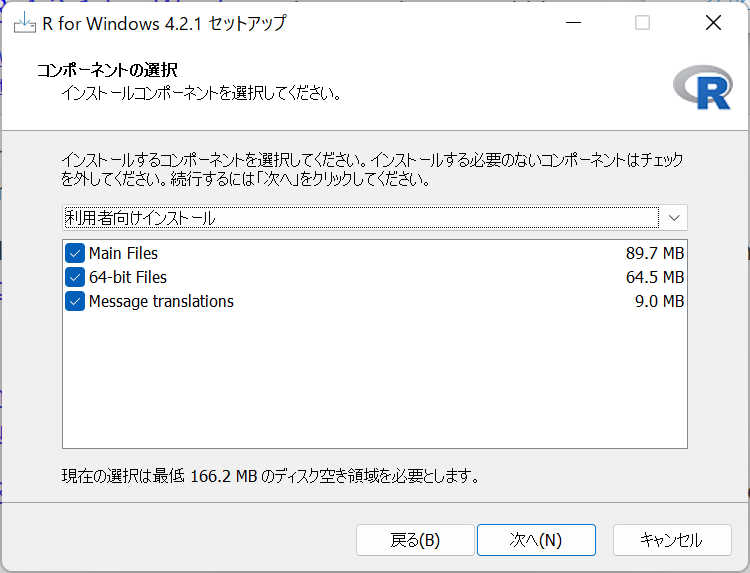 R for Windows 4.2.1 セットアップ
コンポーネントの選択
インストールコンポーネントを選択してください。
R
インストールするコンポーネントを選択してください。インストールする必要のないコンポーネントはチェック
を外してください。続行するには「次へ」をクリックしてください。
利用者向けインストール
Main Files 89.7 MB
64-bit Files 64.5 MB
Message translations 9.0 MB
現在の選択は最低 166.2 MB のディスク空き領域を必要とします。
戻る(B) 次へ(N) キャンセル